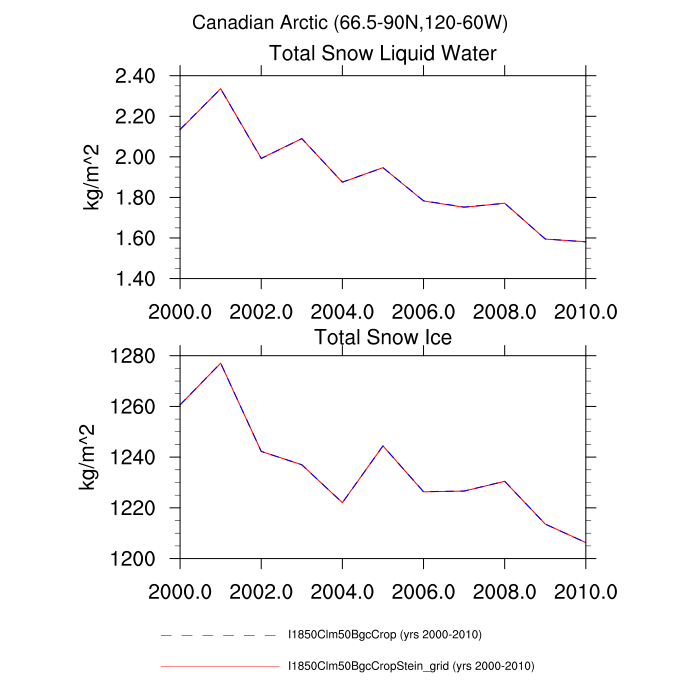 Canadian Arctic (66.5-90N,120-60W)
Total Snow Liquid Water
2.40
2.20
2.00
1.80
1.60
1.40
kg/m^2
2000.0 2002.0 2004.0 2006.0 2008.0 2010.0
Total Snow Ice
1280
1260
1240
1220
1200
kg/m^2
2000.0 2002.0 2004.0 2006.0 2008.0 2010.0
I1850Clm50BgcCrop (yrs 2000-2010)
I1850Clm50BgcCropStein_grid (yrs 2000-2010)